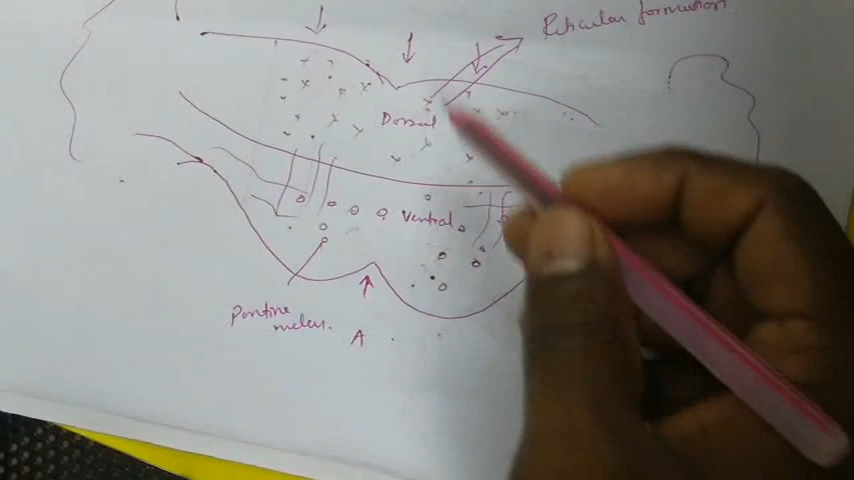 Reticular formation
Dorsal
Ventral
Pontine
nuclei.
A